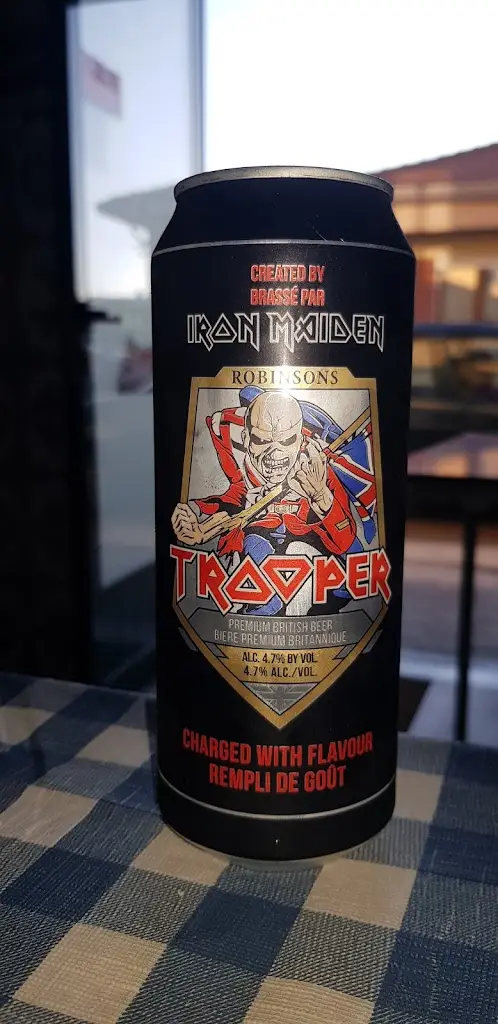 CREATED BY
BRASSÉ PAR
IRON MAIDEN
ROBINSONS
TROOPER
PREMIUM BRITISH BEER
BIÈRE PREMIUM BRITANNIQUE
ALC. 4.7% BY VOL.
4.7% ALC./VOL.
CHARGED WITH FLAVOUR
REMPLI DE GOÛT